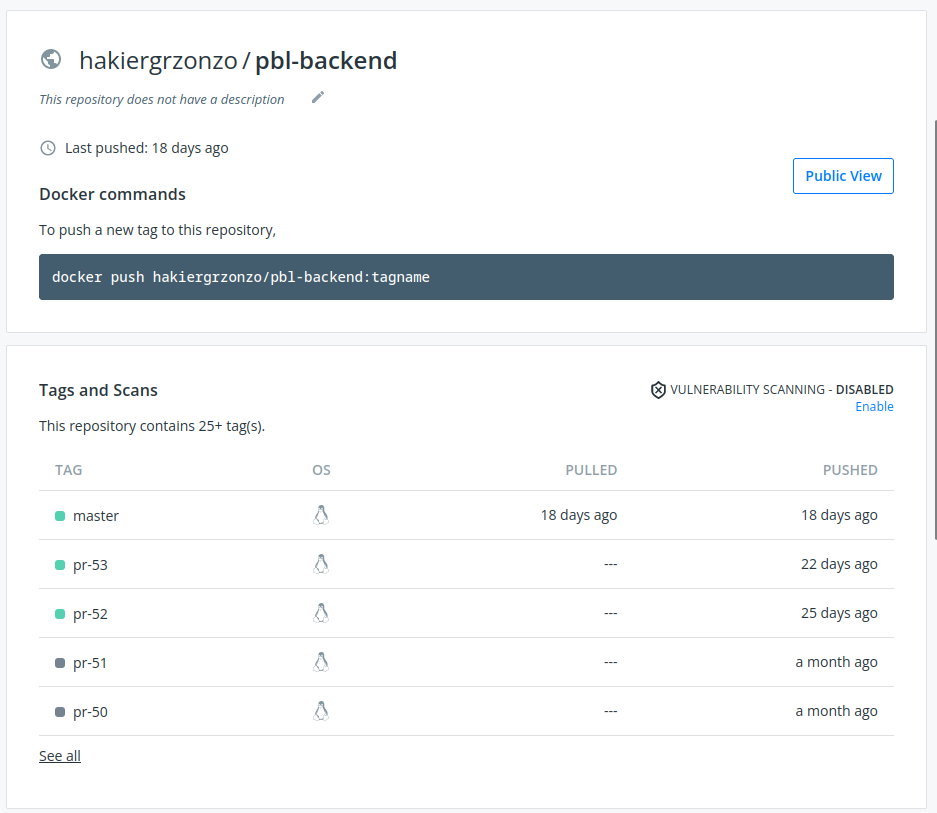 hakiergrzonzo / pbl-backend
This repository does not have a description
Last pushed: 18 days ago
Public View
Docker commands
To push a new tag to this repository,
docker push hakiergrzonzo/pbl-backend:tagname
Tags and Scans
VULNERABILITY SCANNING - DISABLED
Enable
This repository contains 25+ tag(s).
TAG OS PULLED PUSHED
master 18 days ago 18 days ago
pr-53 --- 22 days ago
pr-52 --- 25 days ago
pr-51 --- a month ago
pr-50 --- a month ago
See all